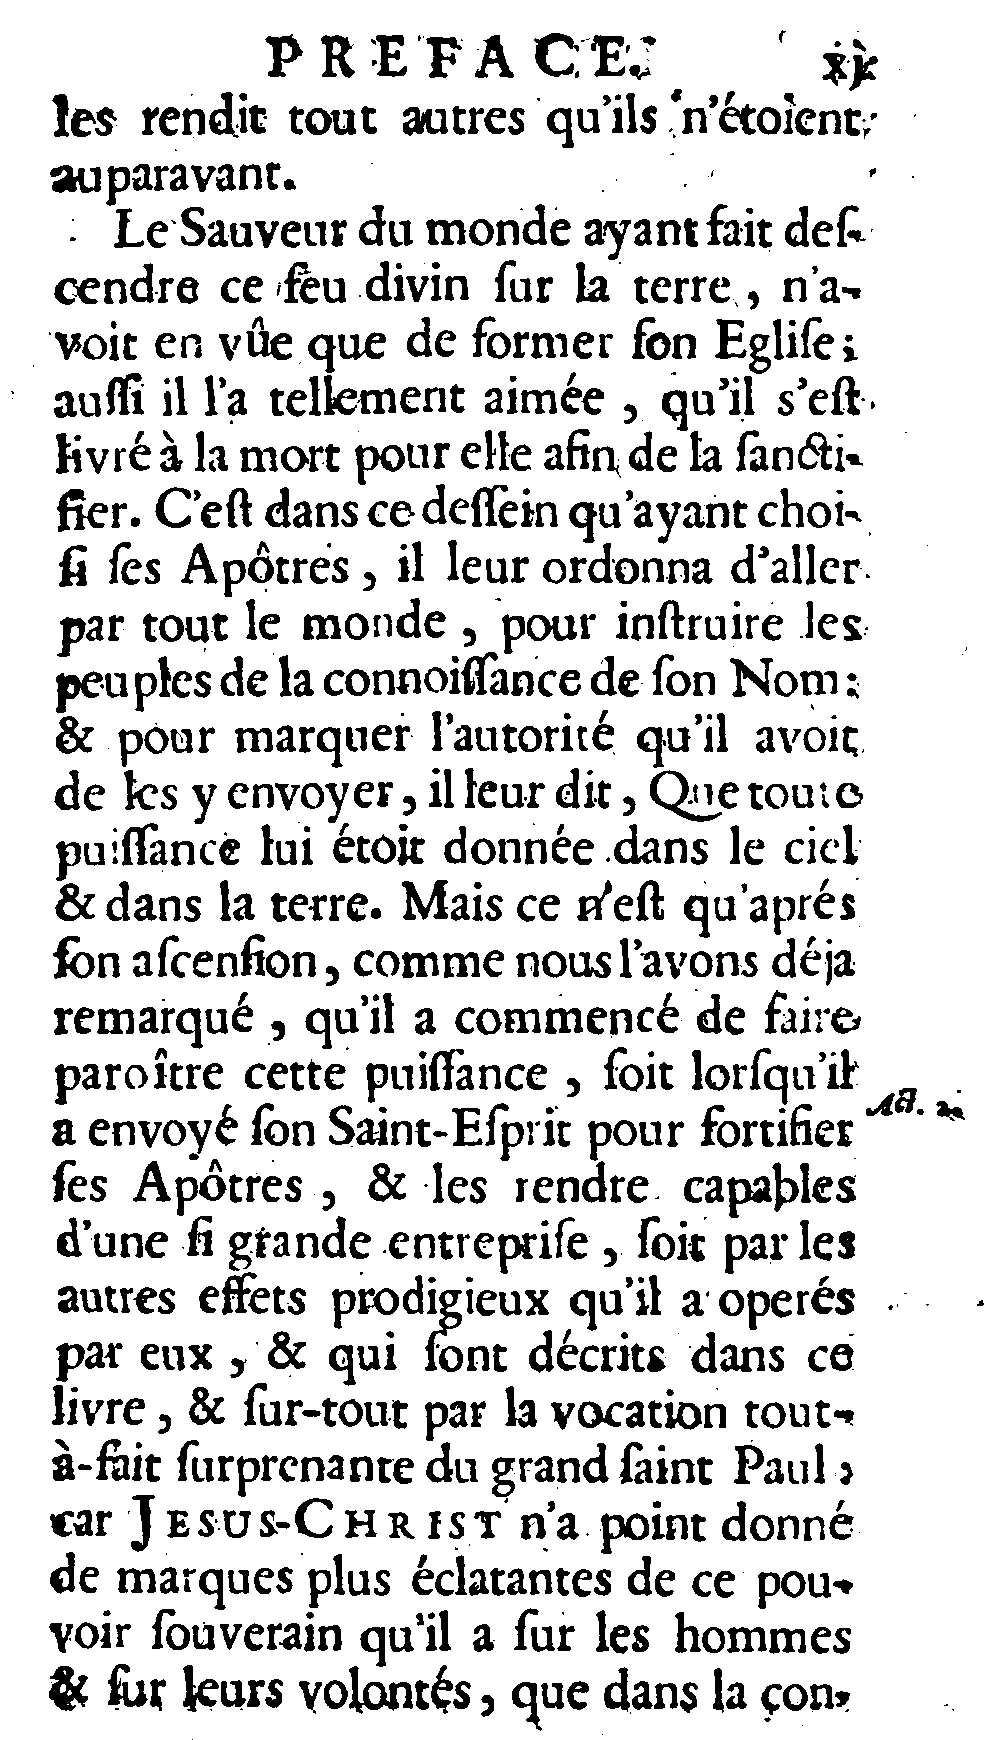 PREFACE. xj
les rendit tout autres qu'ils n'étoient
auparavant.
Le Sauveur du monde ayant fait deſ-
cendre ce feu divin ſur la terre, n'a-
voit en vûe que de former ſon Egliſe;
auſſi il l'a tellement aimée, qu'il s'eſt
livré à la mort pour elle afin de la ſancti-
fier. C'eſt dans ce deſſein qu'ayant choi-
ſi ſes Apôtres, il leur ordonna d'aller
par tout le monde, pour inſtruire les
peuples de la connoiſſance de ſon Nom:
& pour marquer l'autorité qu'il avoit
de les y envoyer, il leur dit, Que toute
puiſſance lui étoit donnée dans le ciel
& dans la terre. Mais ce n'eſt qu'aprés
ſon aſcenſion, comme nous l'avons déja
remarqué, qu'il a commencé de faire
paroître cette puiſſance, ſoit lorſqu'il
a envoyé ſon Saint-Eſprit pour fortifier
Act. 2.
ſes Apôtres, & les rendre capables
d'une ſi grande entrepriſe, ſoit par les
autres effets prodigieux qu'il a operés
par eux, & qui ſont décrits dans ce
livre, & ſur-tout par la vocation tout-
à-fait ſurprenante du grand ſaint Paul;
car JESUS-CHRIST n'a point donné
de marques plus éclatantes de ce pou-
voir ſouverain qu'il a ſur les hommes
& ſur leurs volontés, que dans la con-